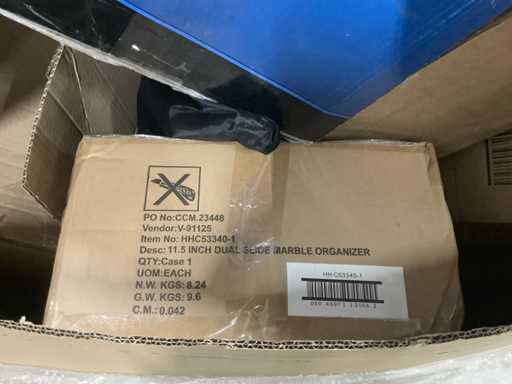 PO No:CCM.23448
Vendor:V-91125
Item No: HHC53340-1
Desc: 11.5 INCH DUAL SLIDE MARBLE ORGANIZER
QTY:Case 1
UOM:EACH
N.W. KGS: 8.24
G.W. KGS: 9.6
C.M.: 0.042
HH C53340-1